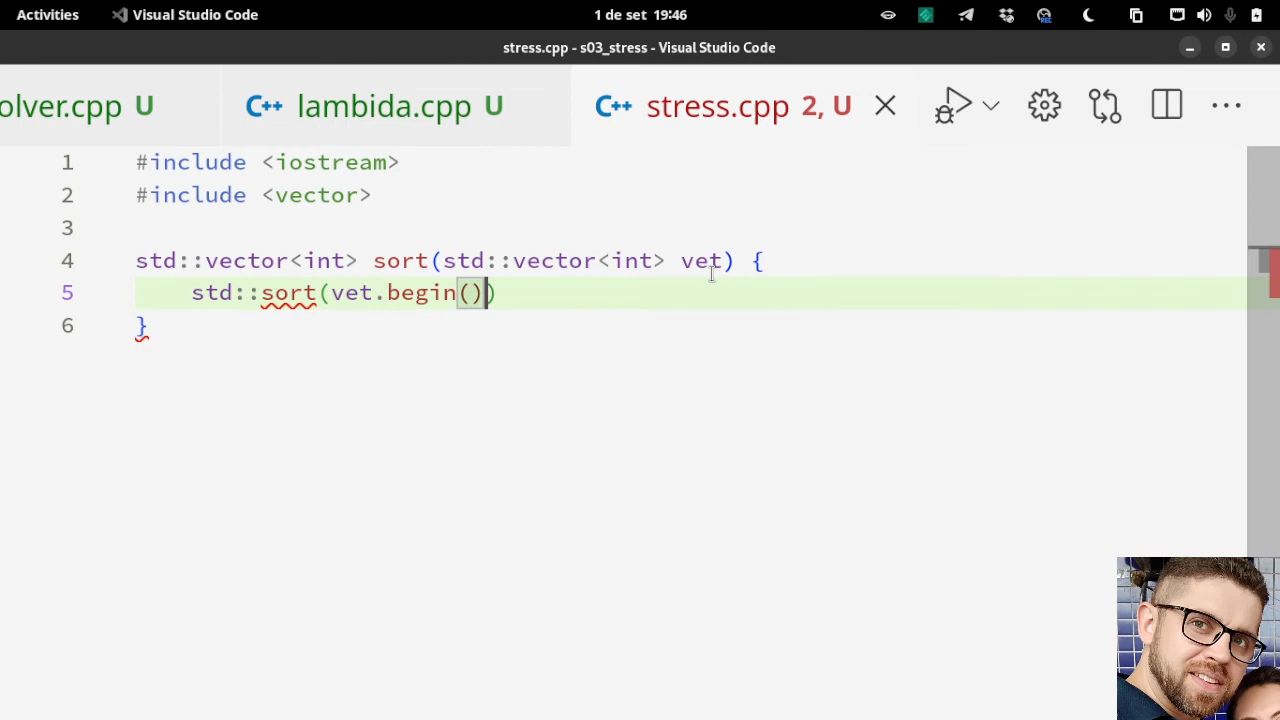 Activities Visual Studio Code 1 de set 19:46
stress.cpp - s03_stress - Visual Studio Code
olver.cpp U C++ lambida.cpp U C++ stress.cpp 2, U
1 #include <iostream>
2 #include <vector>
3
4 std::vector<int> sort(std::vector<int> vet) {
5 std::sort(vet.begin())
6 }